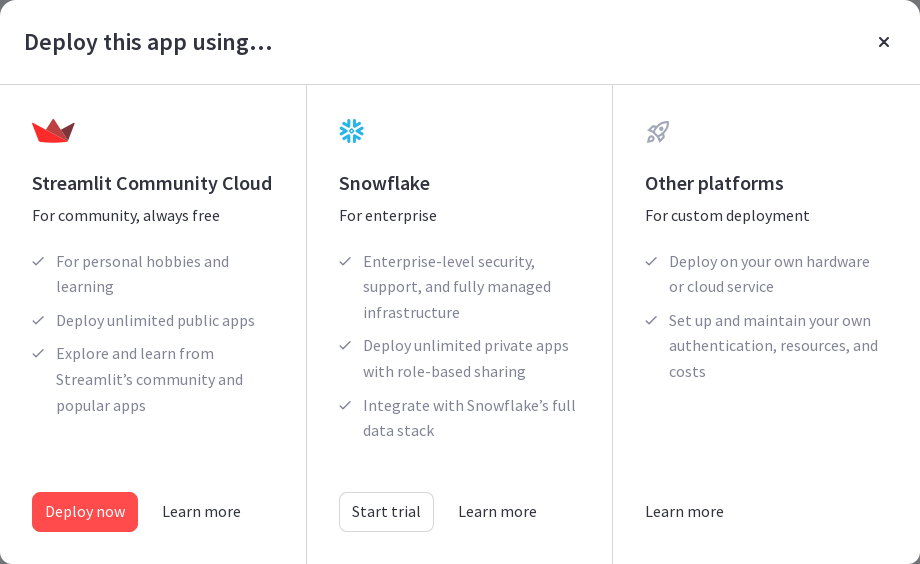 Deploy this app using...
Streamlit Community Cloud
For community, always free
For personal hobbies and
learning
Deploy unlimited public apps
Explore and learn from
Streamlit’s community and
popular apps
Deploy now
Learn more
Snowflake
For enterprise
Enterprise-level security,
support, and fully managed
infrastructure
Deploy unlimited private apps
with role-based sharing
Integrate with Snowflake’s full
data stack
Start trial
Learn more
Other platforms
For custom deployment
Deploy on your own hardware
or cloud service
Set up and maintain your own
authentication, resources, and
costs
Learn more